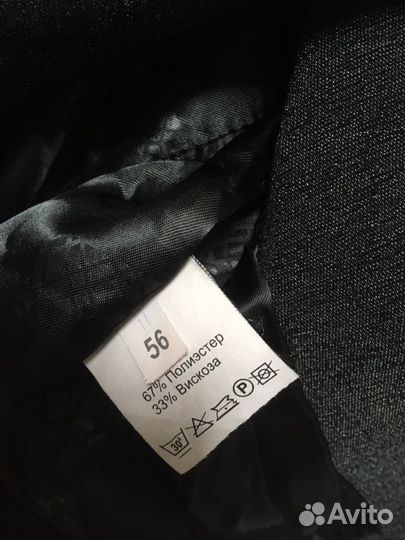 56
67% Полиэстер
33% Вискоза
30°
P
Avito